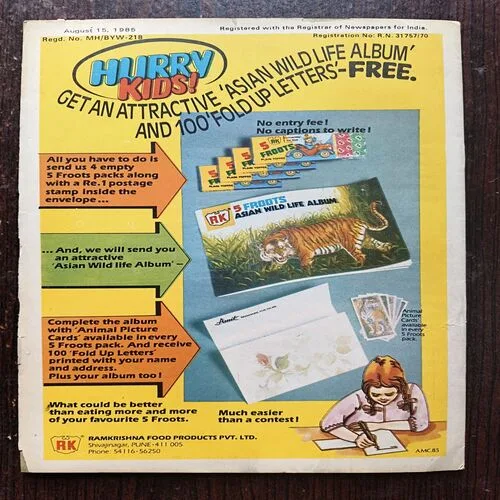 August 15, 1985
Registered with the Registrar of Newspapers for India.
Regd. No. MH/BYW-218
Registration No: R.N. 31757/70
HURRY
KIDS!
GET AN ATTRACTIVE 'ASIAN WILD LIFE ALBUM'
AND 100 'FOLD UP LETTERS'-FREE.
No entry fee!
No captions to write!
All you have to do is
send us 4 empty
5 Froots packs along
with a Re.1 postage
stamp inside the
envelope...
RK
5
FROOTS
RK
5 FROOTS
ASIAN WILD LIFE ALBUM
... And, we will send you
an attractive
'Asian Wild life Album' –
Complete the album
with 'Animal Picture
Cards' available in every
5 Froots pack. And receive
100 'Fold Up Letters'
printed with your name
and address.
Plus your album too!
Animal
Picture
Cards
available
in every
5 Froots
pack.
What could be better
than eating more and more
of your favourite 5 Froots.
Much easier
than a contest!
RK
RAMKRISHNA FOOD PRODUCTS PVT. LTD.
Shivajinagar, PUNE-411 005
Phone: 54116-56250
AMC.85